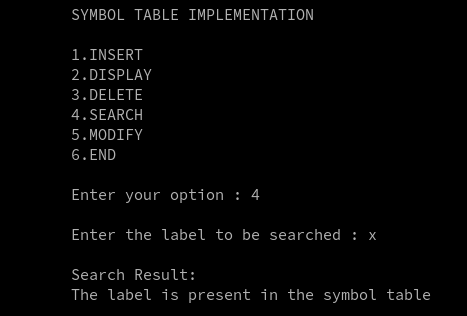 SYMBOL TABLE IMPLEMENTATION
1.INSERT
2.DISPLAY
3.DELETE
4.SEARCH
5.MODIFY
6.END
Enter your option : 4
Enter the label to be searched : x
Search Result:
The label is present in the symbol table